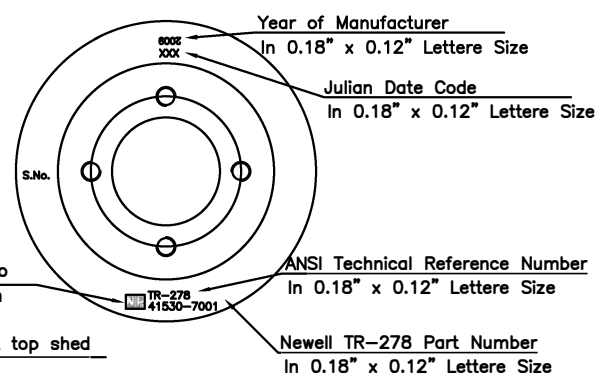 Year of Manufacturer
In 0.18" x 0.12" Lettere Size
2009
XXX
Julian Date Code
In 0.18" x 0.12" Lettere Size
S.No.
ANSI Technical Reference Number
In 0.18" x 0.12" Lettere Size
TR-278
41530-7001
top shed
Newell TR-278 Part Number
In 0.18" x 0.12" Lettere Size